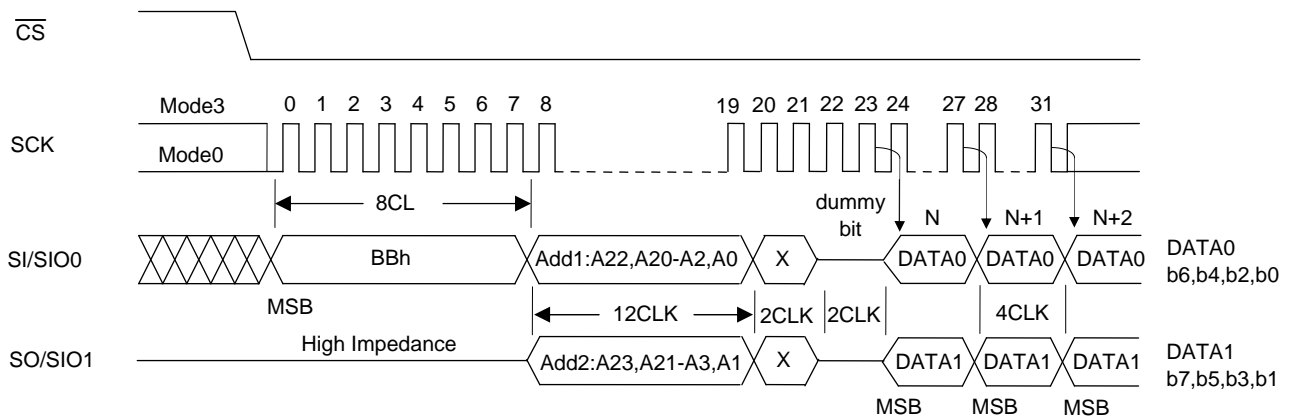 CS
Mode3
0 1 2 3 4 5 6 7 8 19 20 21 22 23 24 27 28 31
SCK
Mode0
8CL
dummy
bit
N N+1 N+2
SI/SIO0
BBh
Add1:A22,A20-A2,A0
X
DATA0 DATA0 DATA0
DATA0
b6,b4,b2,b0
MSB
12CLK 2CLK 2CLK 4CLK
High Impedance
SO/SIO1
Add2:A23,A21-A3,A1
X
DATA1 DATA1 DATA1
DATA1
b7,b5,b3,b1
MSB MSB MSB